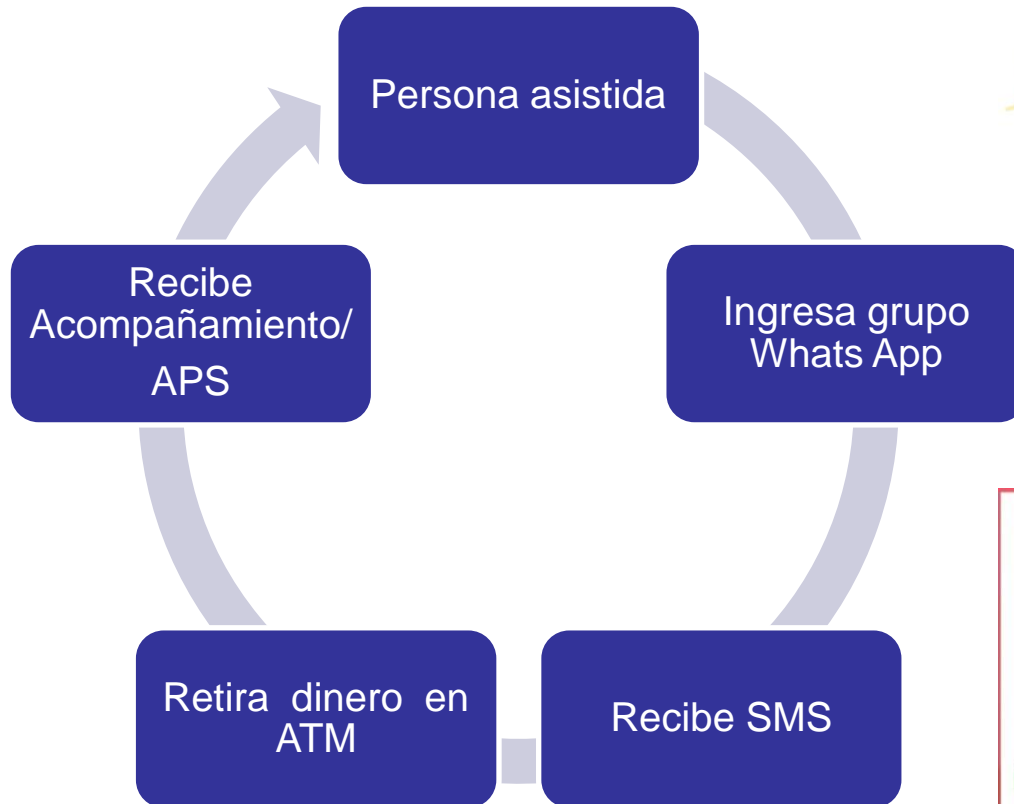 Persona asistida
Ingresa grupo
Whats App
Recibe SMS
Retira dinero en
ATM
Recibe
Acompañamiento/
APS